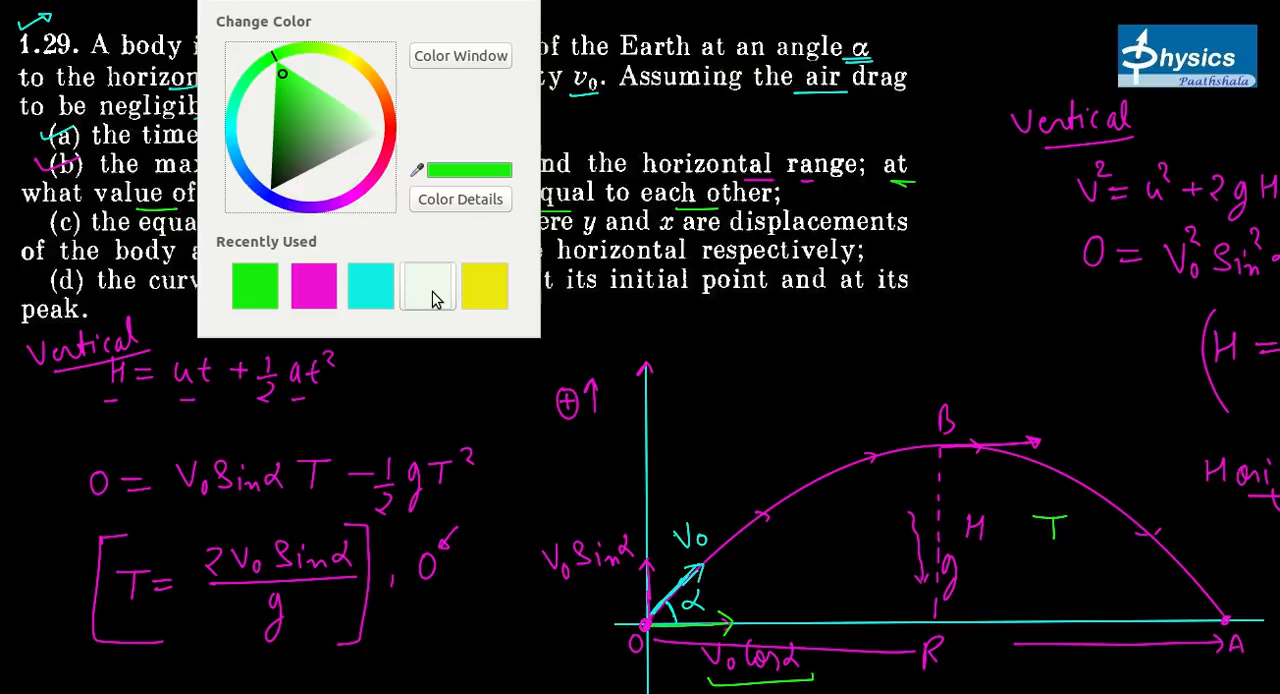 Change Color
Color Window
Color Details
Recently Used
Physics
Paathshala
1.29. A body of the Earth at an angle α
to the horizon ty v₀. Assuming the air drag
to be negligib
(a) the time
(b) the max nd the horizontal range; at
what value of qual to each other;
(c) the equa ere y and x are displacements
of the body horizontal respectively;
(d) the curv t its initial point and at its
peak.
Vertical
H = ut + 1/2 at²
0 = V₀ Sinα T − 1/2 gT²
T = 2V₀ Sinα / g , 0
Vertical
V² = u² + 2gH
0 = V₀² Sin²
(H =
Hori
⊕↑
B
V₀
V₀ Sinα
α
H
g
T
O
V₀ Cosα
R
A